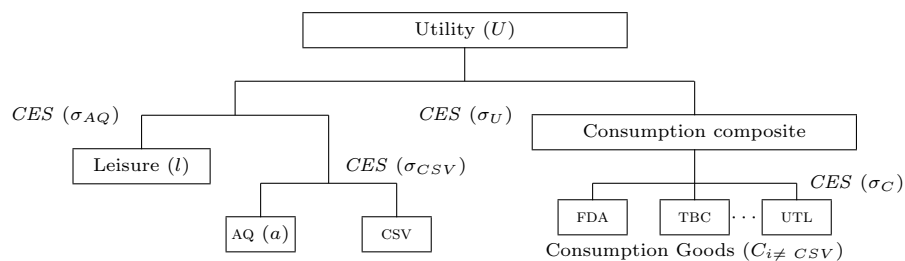 Utility (U)
CES (σ_AQ)
CES (σ_U)
Consumption composite
Leisure (l)
CES (σ_CSV)
CES (σ_C)
AQ (a)
CSV
FDA
TBC
···
UTL
Consumption Goods (C_i≠ CSV)